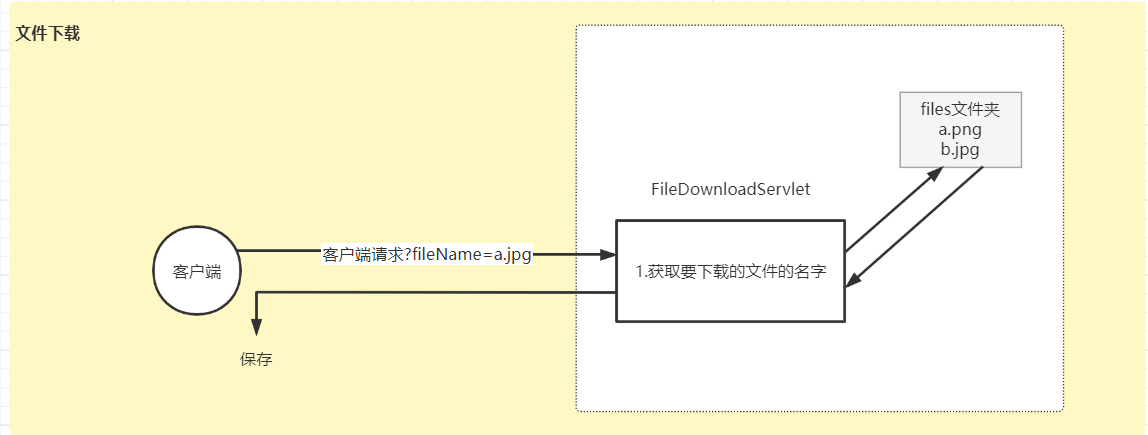 文件下载
files文件夹
a.png
b.jpg
FileDownloadServlet
客户端请求?fileName=a.jpg
客户端
1.获取要下载的文件的名字
保存